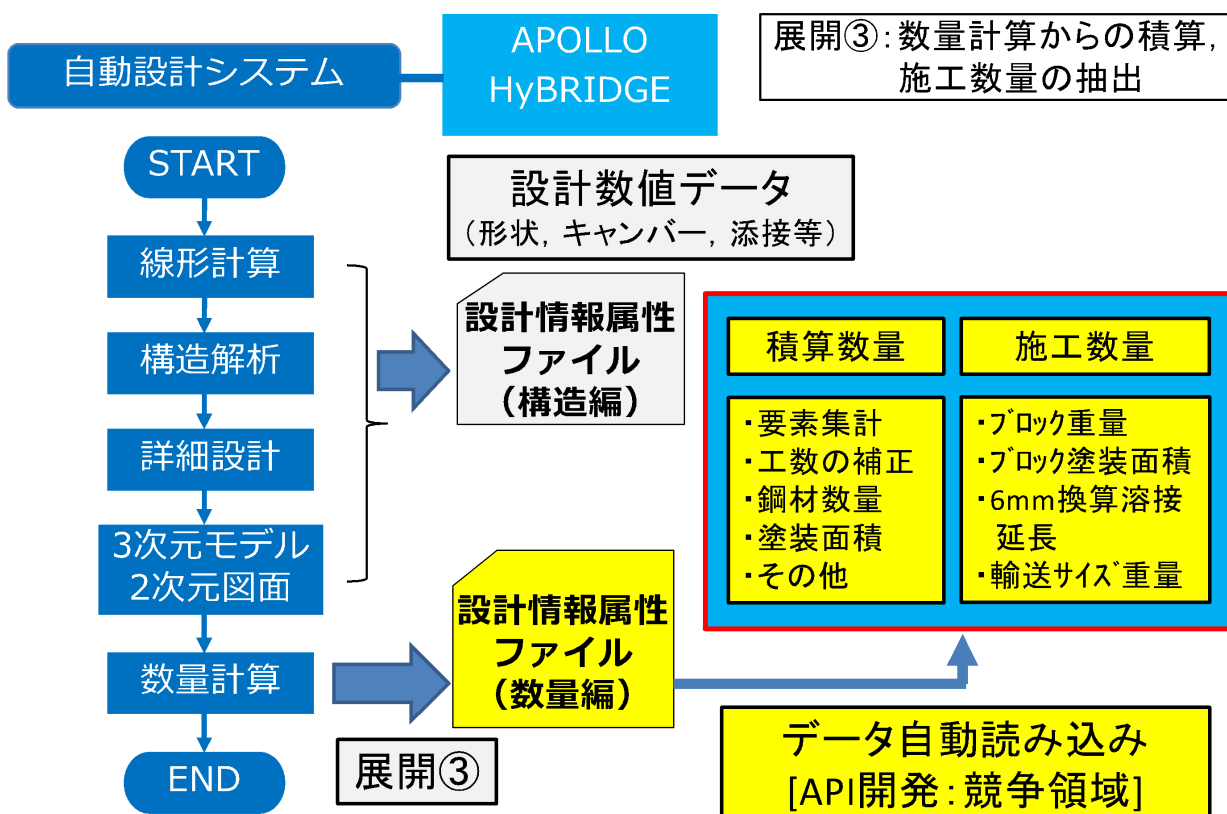 自動設計システム
APOLLO
HyBRIDGE
展開③:数量計算からの積算,
施工数量の抽出
START
線形計算
構造解析
詳細設計
3次元モデル
2次元図面
数量計算
END
設計数値データ
(形状, キャンバー, 添接等)
設計情報属性
ファイル
(構造編)
設計情報属性
ファイル
(数量編)
展開③
積算数量
・要素集計
・工数の補正
・鋼材数量
・塗装面積
・その他
施工数量
・ブロック重量
・ブロック塗装面積
・6mm換算溶接
延長
・輸送サイズ重量
データ自動読み込み
[API開発:競争領域]